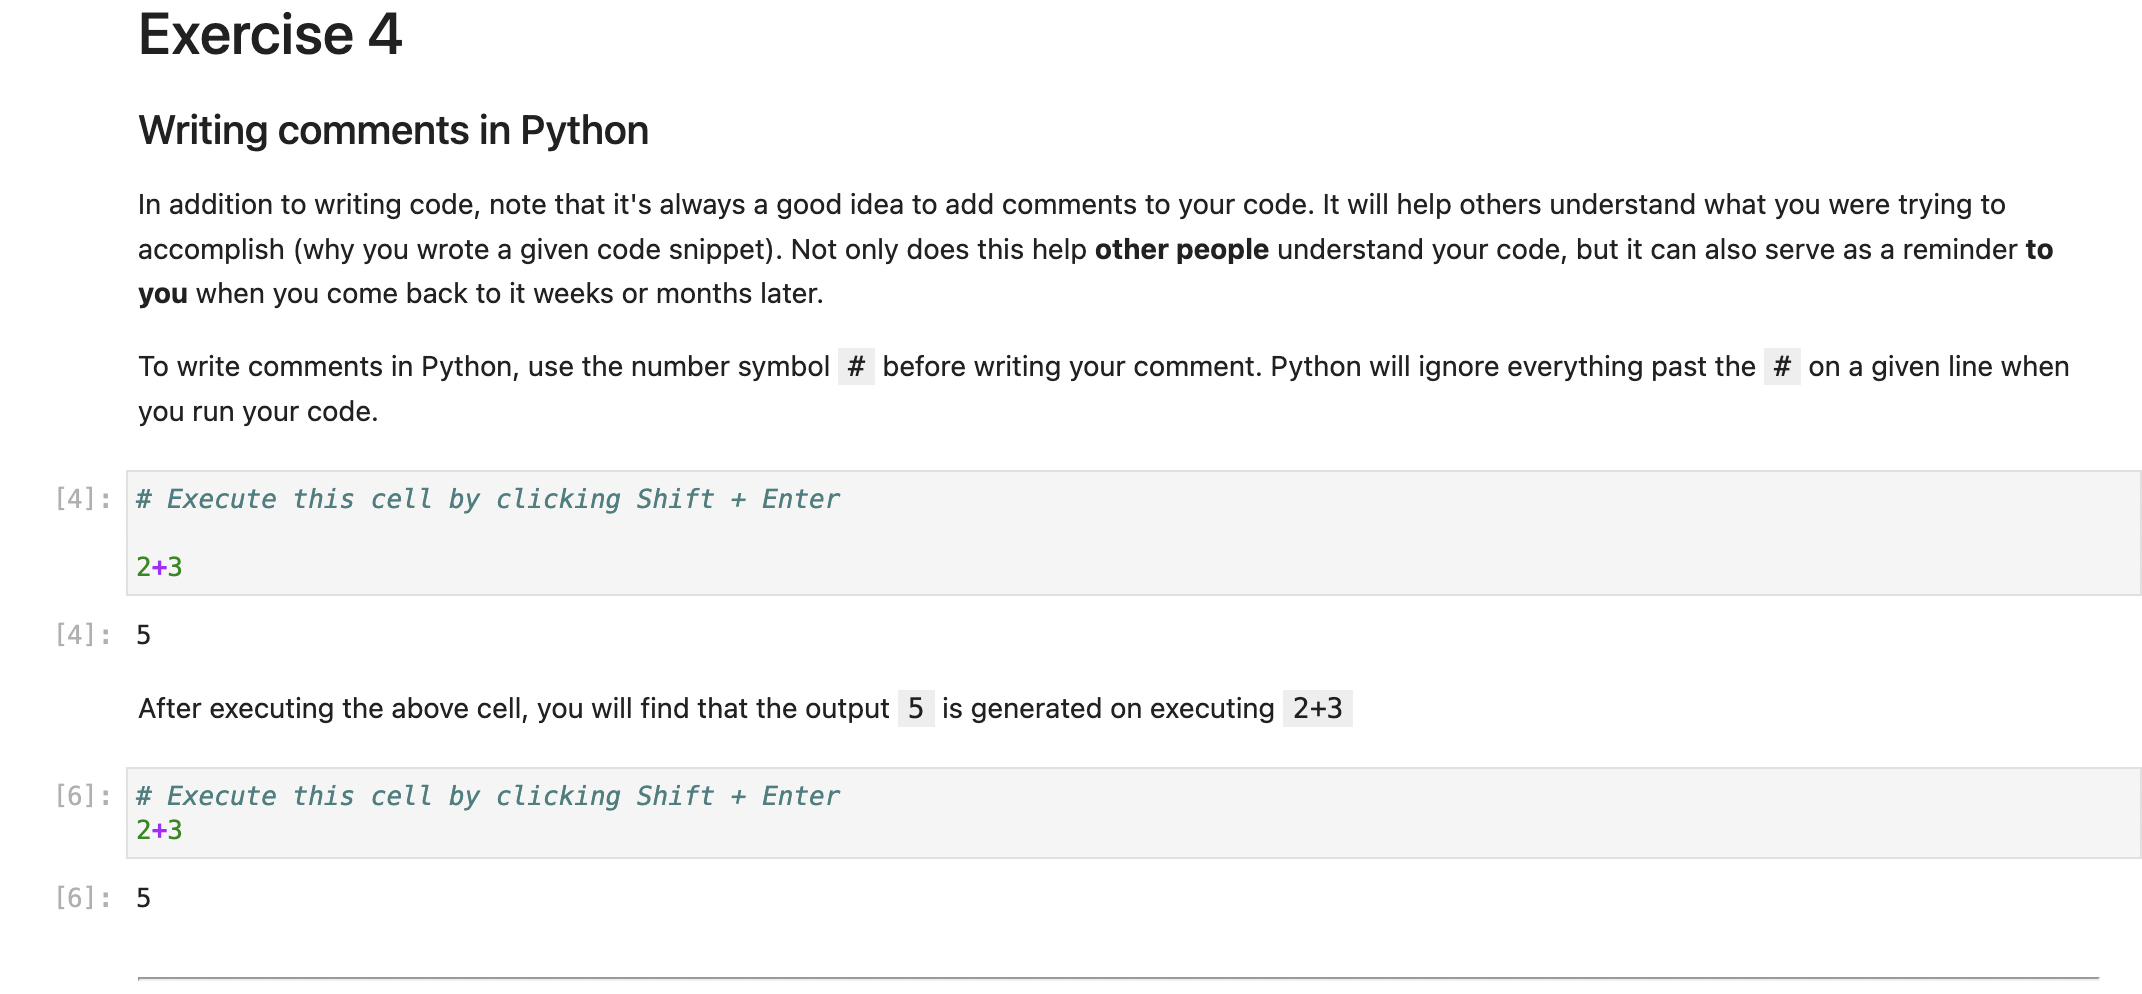 Exercise 4
Writing comments in Python
In addition to writing code, note that it's always a good idea to add comments to your code. It will help others understand what you were trying to
accomplish (why you wrote a given code snippet). Not only does this help other people understand your code, but it can also serve as a reminder to
you when you come back to it weeks or months later.
To write comments in Python, use the number symbol # before writing your comment. Python will ignore everything past the # on a given line when
you run your code.
[4]: # Execute this cell by clicking Shift + Enter
2+3
[4]: 5
After executing the above cell, you will find that the output 5 is generated on executing 2+3
[6]: # Execute this cell by clicking Shift + Enter
2+3
[6]: 5